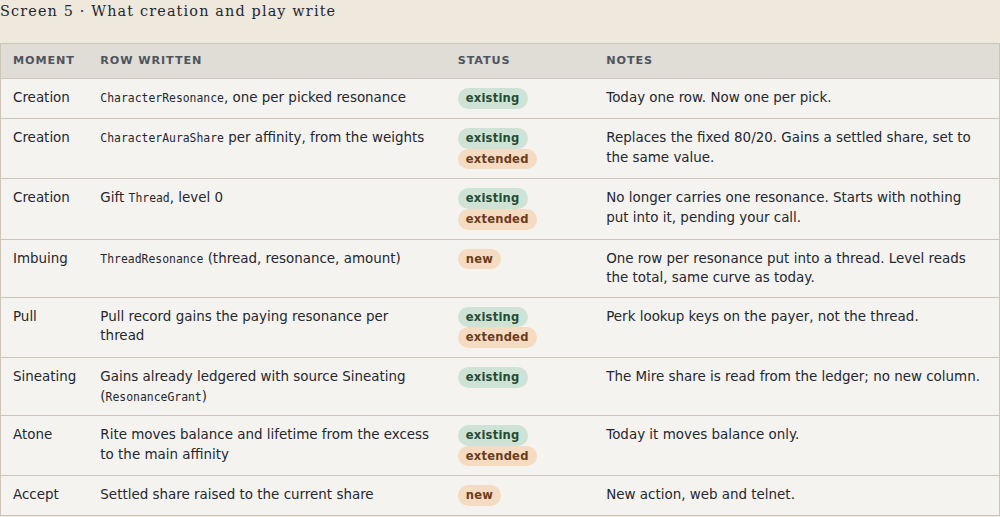 Screen 5 · What creation and play write
MOMENT ROW WRITTEN STATUS NOTES
Creation CharacterResonance, one per picked resonance existing Today one row. Now one per pick.
Creation CharacterAuraShare per affinity, from the weights existing Replaces the fixed 80/20. Gains a settled share, set to
extended the same value.
Creation Gift Thread, level 0 existing No longer carries one resonance. Starts with nothing
extended put into it, pending your call.
Imbuing ThreadResonance (thread, resonance, amount) new One row per resonance put into a thread. Level reads
the total, same curve as today.
Pull Pull record gains the paying resonance per existing Perk lookup keys on the payer, not the thread.
thread extended
Sineating Gains already ledgered with source Sineating existing The Mire share is read from the ledger; no new column.
(ResonanceGrant)
Atone Rite moves balance and lifetime from the excess existing Today it moves balance only.
to the main affinity extended
Accept Settled share raised to the current share new New action, web and telnet.